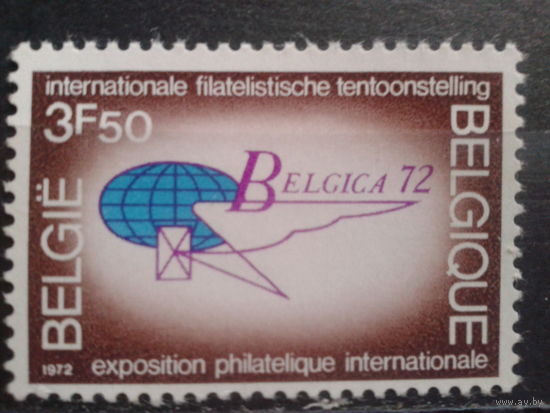 internationale filatelistische tentoonstelling
3F50
BELGIË
BELGICA 72
BELGIQUE
1972
exposition philatelique internationale
www.ay.by